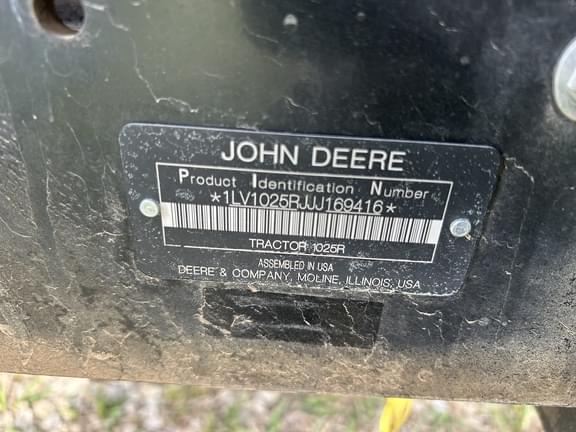 JOHN DEERE
Product Identification Number
*1LV1025RJJJ169416*
TRACTOR 1025R
ASSEMBLED IN USA
DEERE & COMPANY, MOLINE, ILLINOIS, USA